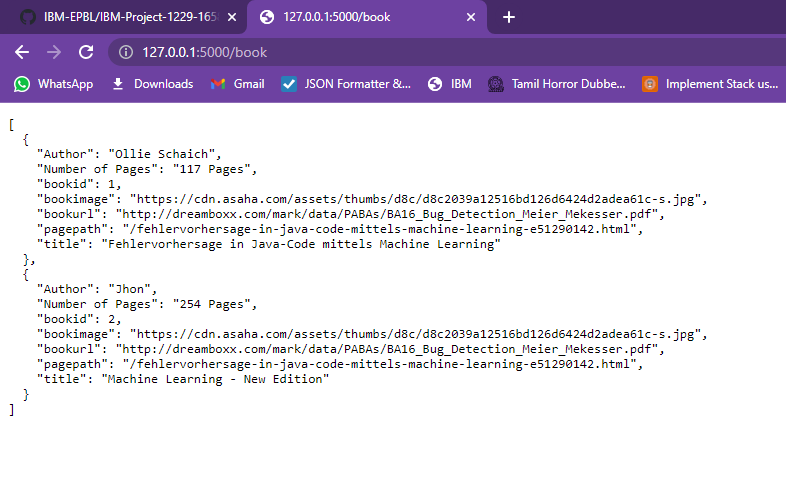 IBM-EPBL/IBM-Project-1229-165
127.0.0.1:5000/book
127.0.0.1:5000/book
WhatsApp Downloads Gmail JSON Formatter &... IBM Tamil Horror Dubbe... Implement Stack us...
[
{
"Author": "Ollie Schaich",
"Number of Pages": "117 Pages",
"bookid": 1,
"bookimage": "https://cdn.asaha.com/assets/thumbs/d8c/d8c2039a12516bd126d6424d2adea61c-s.jpg",
"bookurl": "http://dreamboxx.com/mark/data/PABAs/BA16_Bug_Detection_Meier_Mekesser.pdf",
"pagepath": "/fehlervorhersage-in-java-code-mittels-machine-learning-e51290142.html",
"title": "Fehlervorhersage in Java-Code mittels Machine Learning"
},
{
"Author": "Jhon",
"Number of Pages": "254 Pages",
"bookid": 2,
"bookimage": "https://cdn.asaha.com/assets/thumbs/d8c/d8c2039a12516bd126d6424d2adea61c-s.jpg",
"bookurl": "http://dreamboxx.com/mark/data/PABAs/BA16_Bug_Detection_Meier_Mekesser.pdf",
"pagepath": "/fehlervorhersage-in-java-code-mittels-machine-learning-e51290142.html",
"title": "Machine Learning - New Edition"
}
]